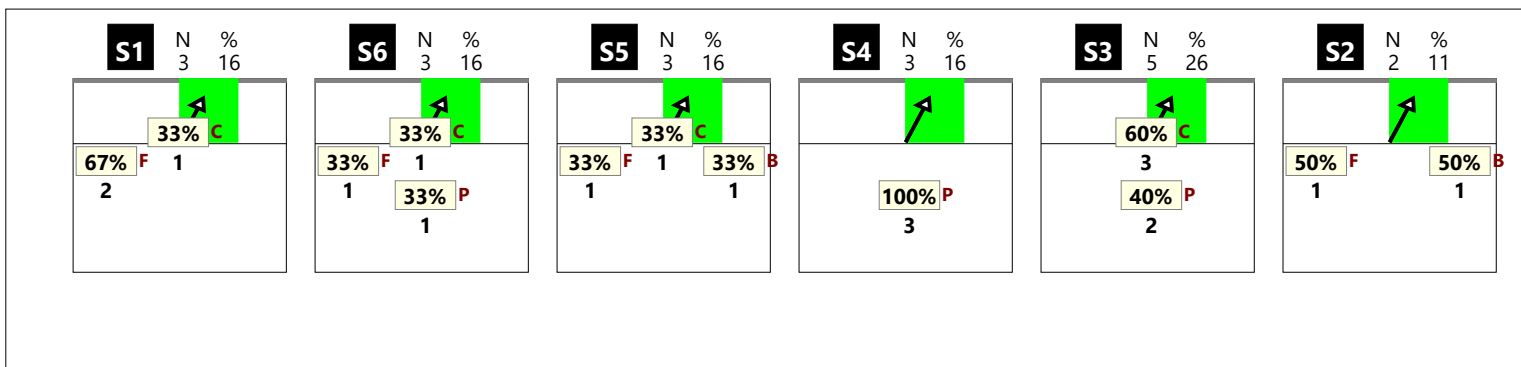 S1 N % 3 16
33% C
67% F 1
2
S6 N % 3 16
33% C
33% F 1
1 33% P
1
S5 N % 3 16
33% C
33% F 1 33% B
1 1
S4 N % 3 16
100% P
3
S3 N % 5 26
60% C
3
40% P
2
S2 N % 2 11
50% F 50% B
1 1